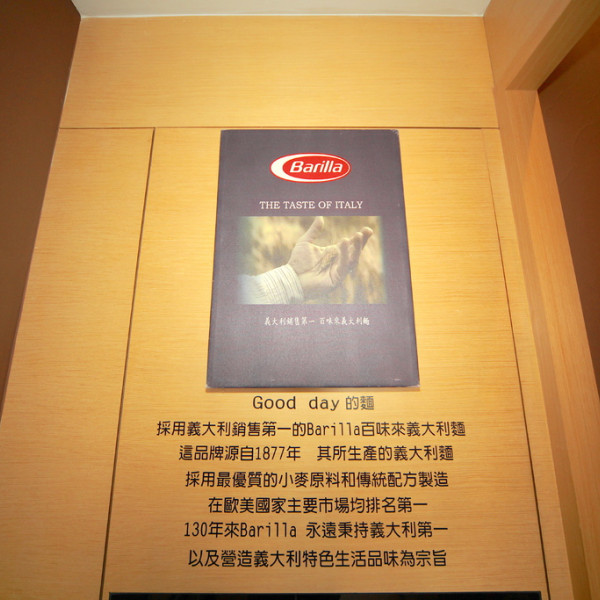 Barilla
THE TASTE OF ITALY
義大利銷售第一 百味來義大利麵
Good day 的麵
採用義大利銷售第一的Barilla百味來義大利麵
這品牌源自1877年 其所生產的義大利麵
採用最優質的小麥原料和傳統配方製造
在歐美國家主要市場均排名第一
130年來Barilla 永遠秉持義大利第一
以及營造義大利特色生活品味為宗旨